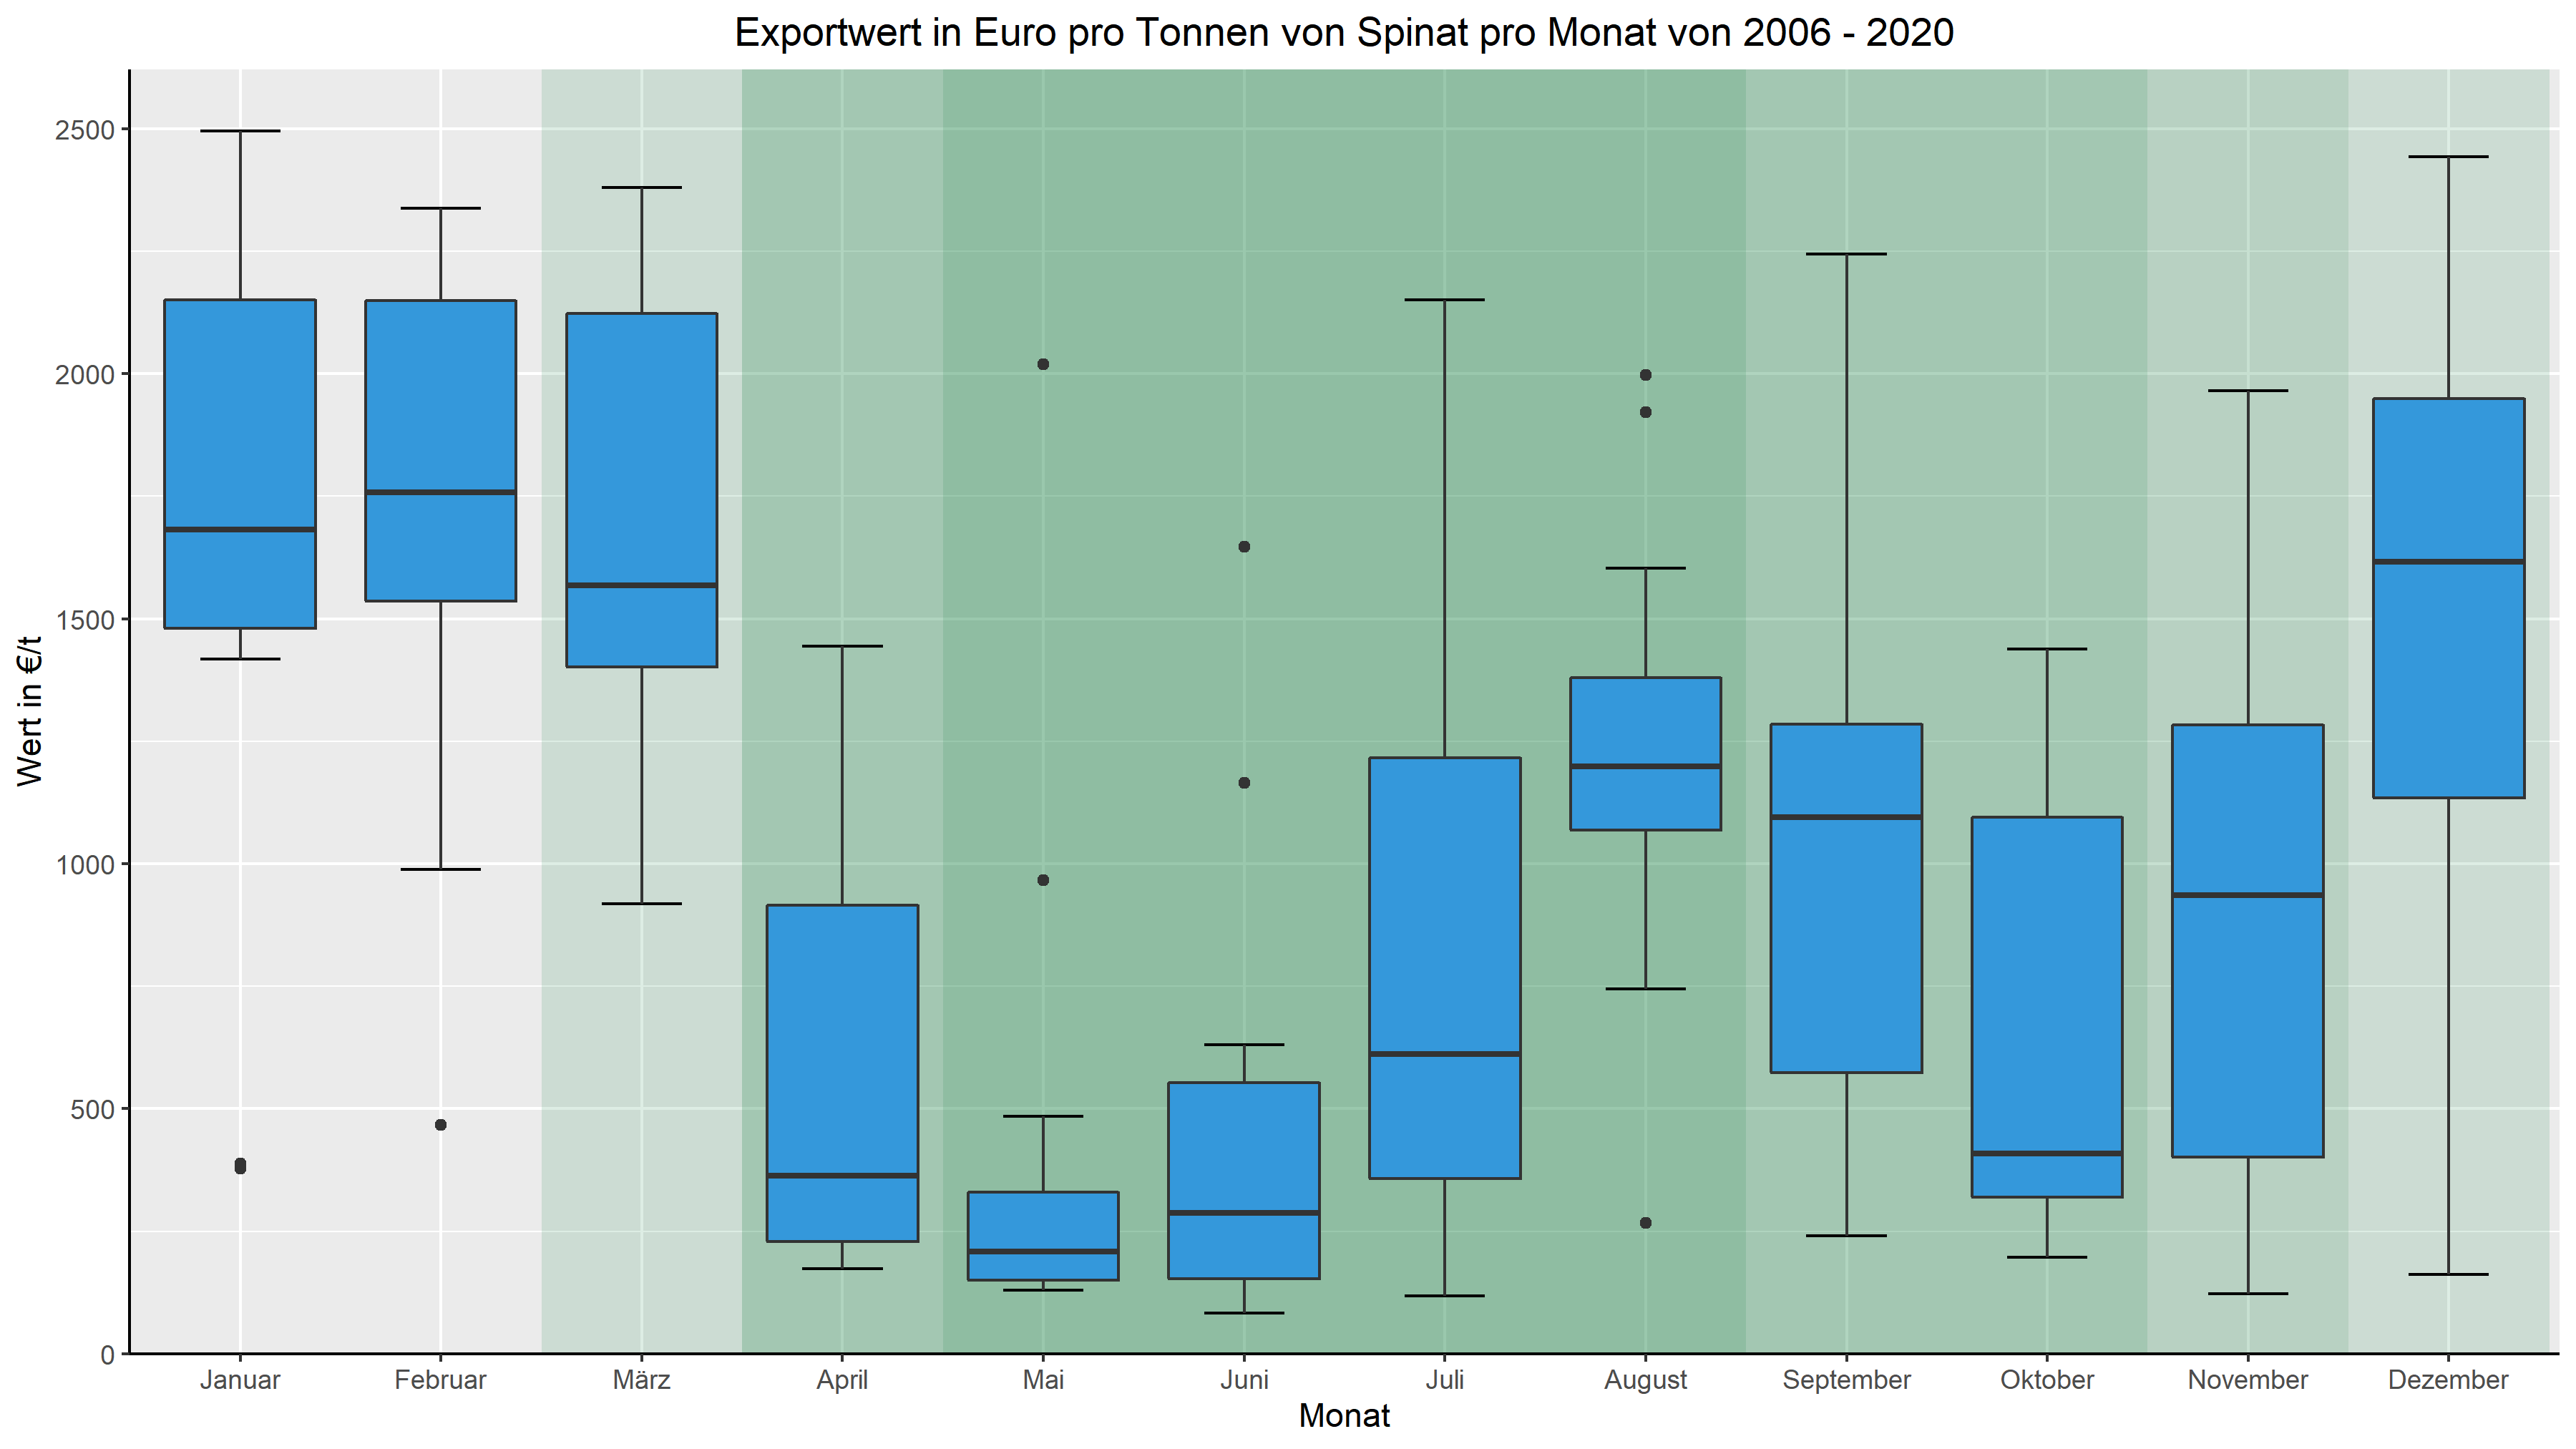 Exportwert in Euro pro Tonnen von Spinat pro Monat von 2006 - 2020
Wert in €/t
2500
2000
1500
1000
500
0
Januar Februar März April Mai Juni Juli August September Oktober November Dezember
Monat